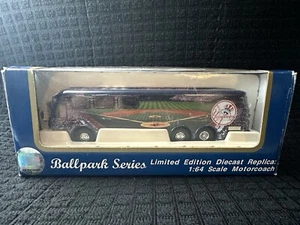 Ballpark Series
Limited Edition Diecast Replica:
1:64 Scale Motorcoach